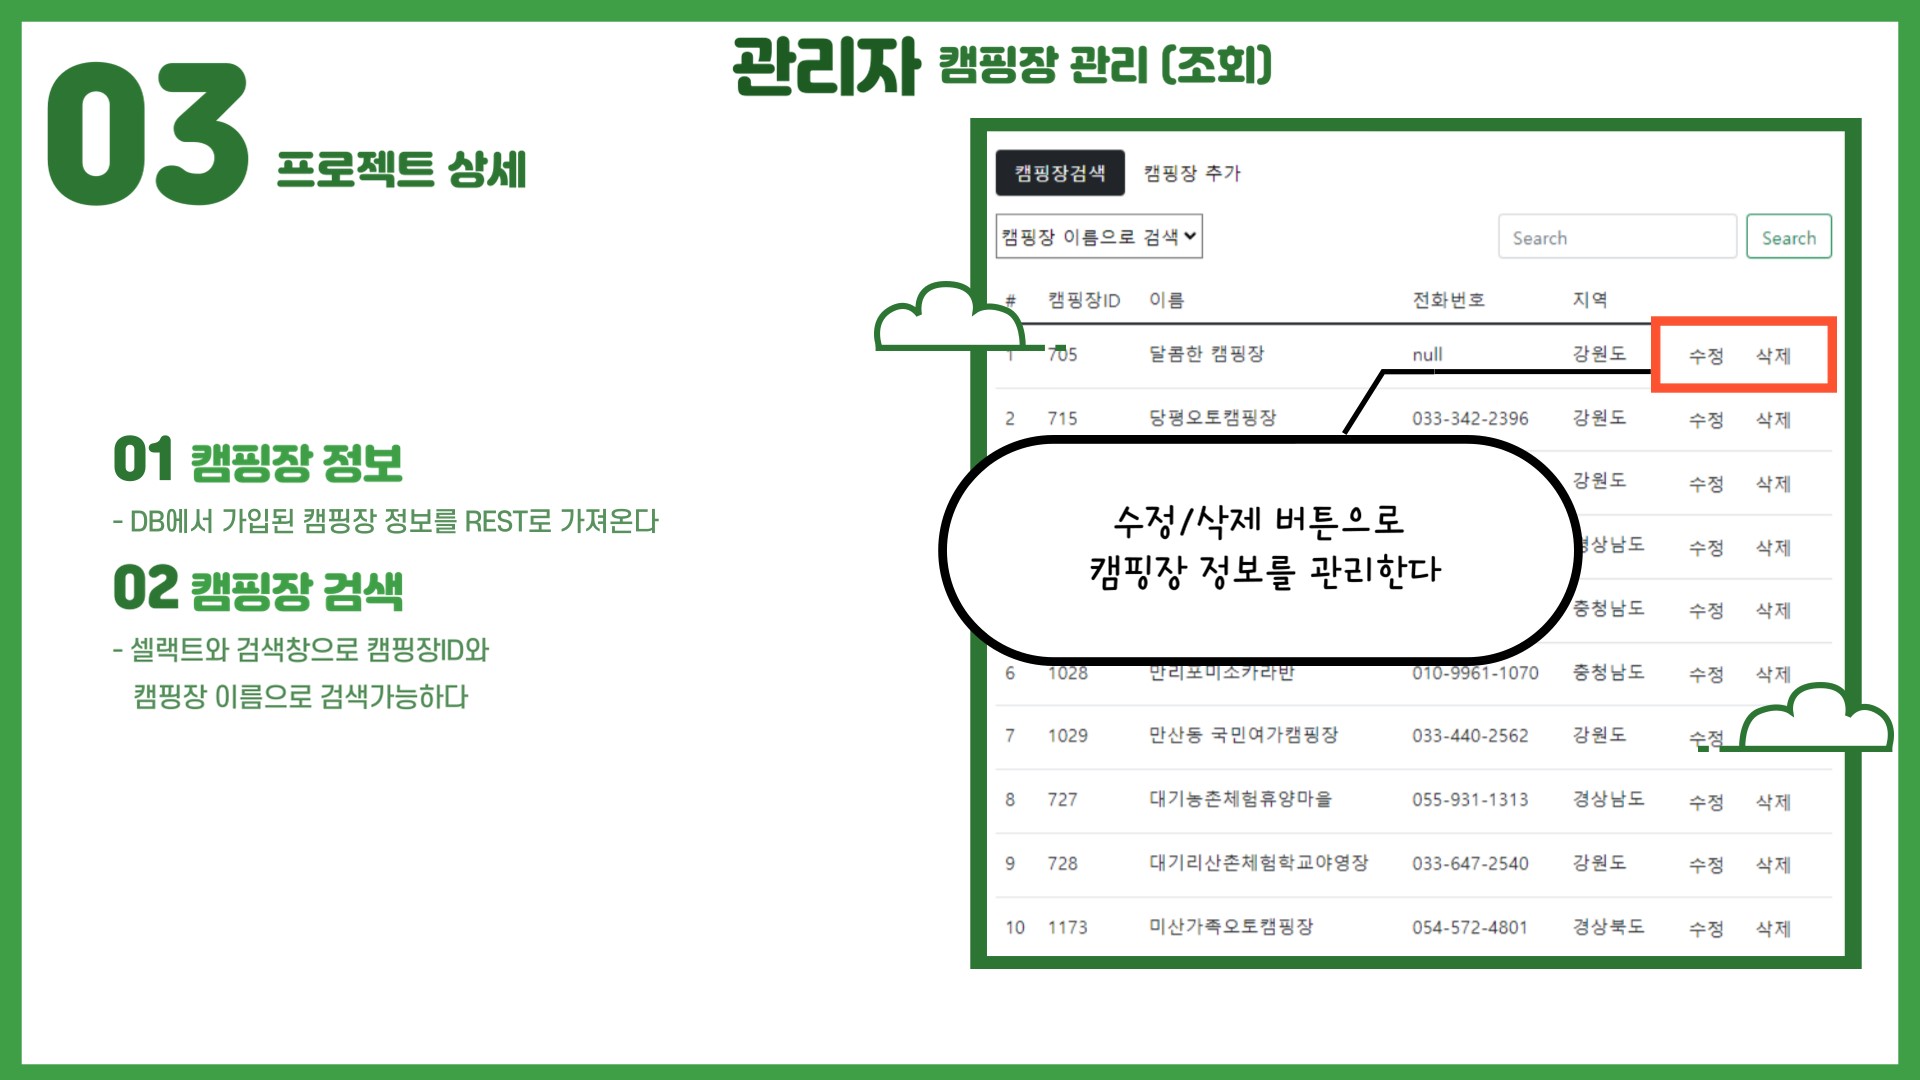 03 프로젝트 상세
관리자 캠핑장 관리 (조회)
01 캠핑장 정보
- DB에서 가입된 캠핑장 정보를 REST로 가져온다
02 캠핑장 검색
- 셀랙트와 검색창으로 캠핑장ID와
캠핑장 이름으로 검색가능하다
캠핑장검색 캠핑장 추가
캠핑장 이름으로 검색 Search Search
# 캠핑장ID 이름 전화번호 지역
1 705 달콤한 캠핑장 null 강원도 수정 삭제
2 715 당평오토캠핑장 033-342-2396 강원도 수정 삭제
강원도 수정 삭제
경상남도 수정 삭제
충청남도 수정 삭제
수정/삭제 버튼으로
캠핑장 정보를 관리한다
6 1028 만리포미소카라반 010-9961-1070 충청남도 수정 삭제
7 1029 만산동 국민여가캠핑장 033-440-2562 강원도 수정
8 727 대기농촌체험휴양마을 055-931-1313 경상남도 수정 삭제
9 728 대기리산촌체험학교야영장 033-647-2540 강원도 수정 삭제
10 1173 미산가족오토캠핑장 054-572-4801 경상북도 수정 삭제